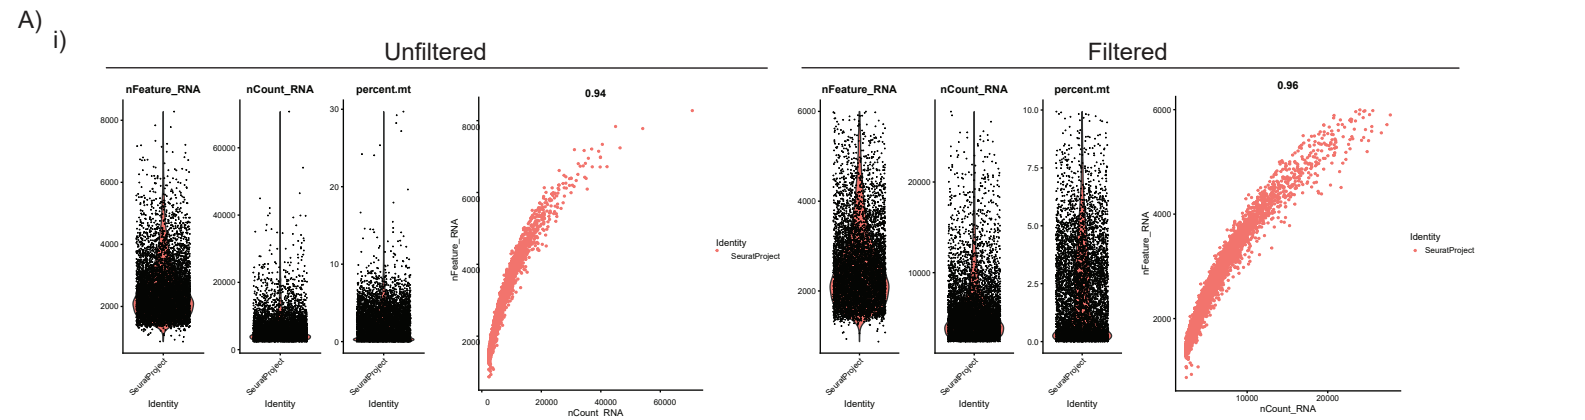 A)
i)
Unfiltered
Filtered
nFeature_RNA
nCount_RNA
percent.mt
0.94
nFeature_RNA
nCount_RNA
percent.mt
0.96
8000
6000
4000
2000
SeuratProject
Identity
60000
40000
20000
0
SeuratProject
Identity
30
20
10
0
SeuratProject
Identity
nFeature_RNA
8000
6000
4000
2000
0
20000
40000
60000
nCount_RNA
Identity
SeuratProject
6000
4000
2000
SeuratProject
Identity
20000
10000
SeuratProject
Identity
10.0
7.5
5.0
2.5
0.0
SeuratProject
Identity
nFeature_RNA
6000
4000
2000
10000
20000
nCount_RNA
Identity
SeuratProject